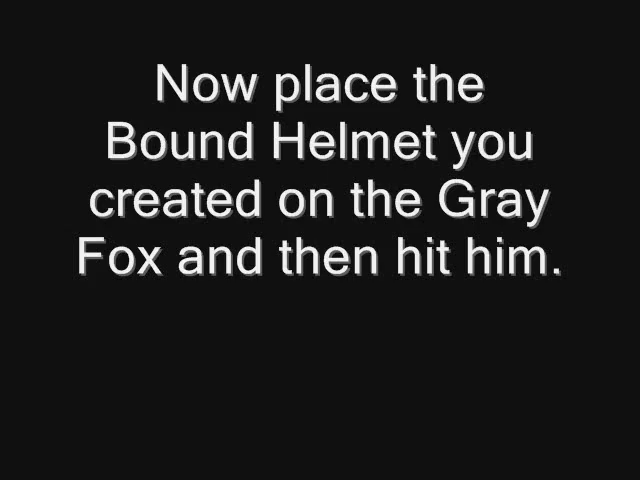 Now place the
Bound Helmet you
created on the Gray
Fox and then hit him.